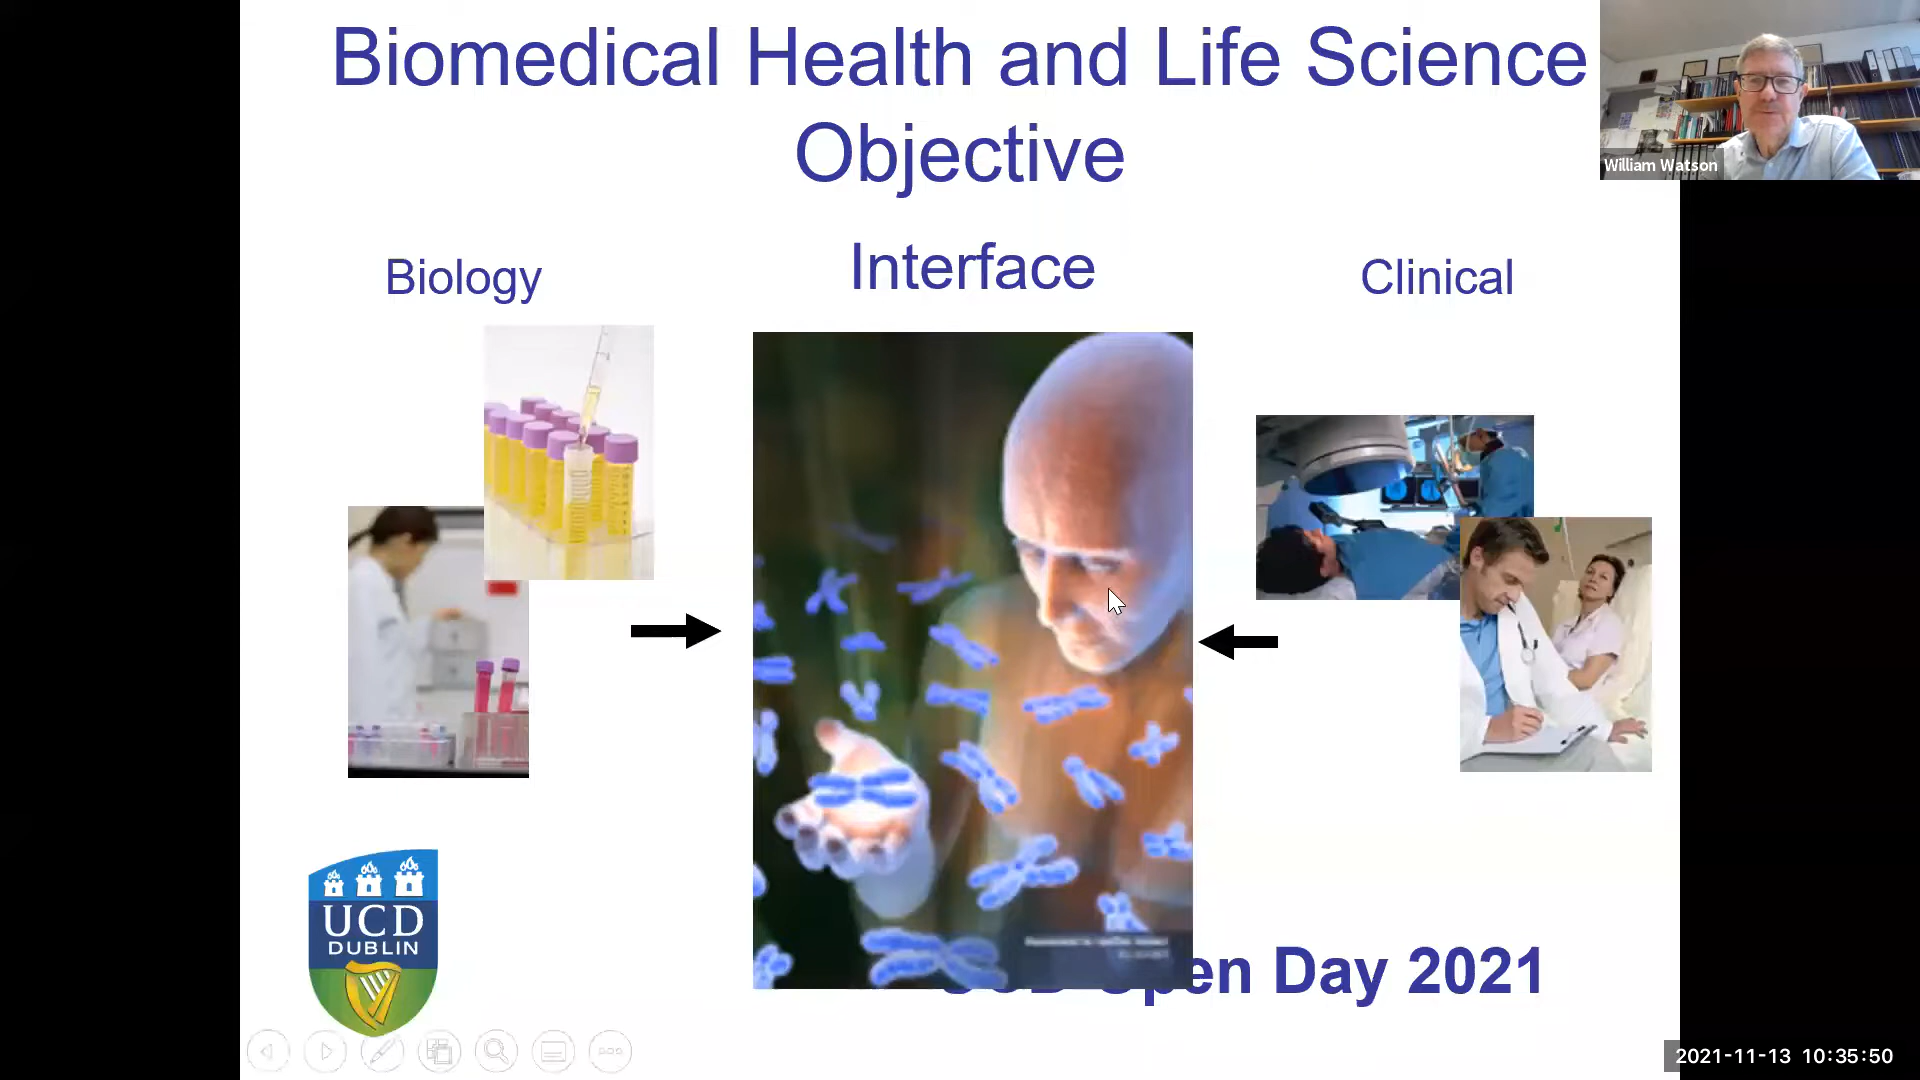 Biomedical Health and Life Science
Objective
William Watson
Biology
Interface
Clinical
UCD
DUBLIN
Open Day 2021
2021-11-13 10:35:50